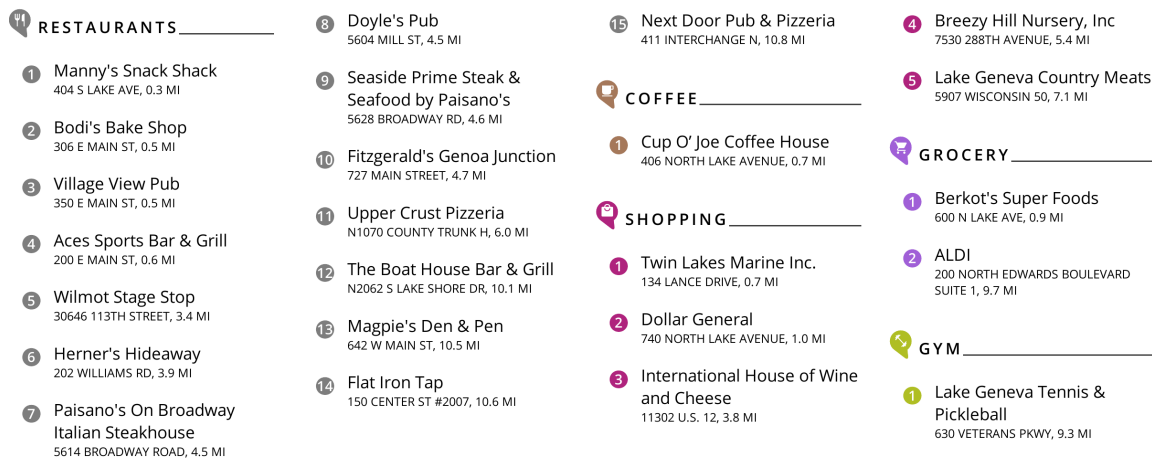 RESTAURANTS
1
Manny's Snack Shack
404 S LAKE AVE, 0.3 MI
2
Bodi's Bake Shop
306 E MAIN ST, 0.5 MI
3
Village View Pub
350 E MAIN ST, 0.5 MI
4
Aces Sports Bar & Grill
200 E MAIN ST, 0.6 MI
5
Wilmot Stage Stop
30646 113TH STREET, 3.4 MI
6
Herner's Hideaway
202 WILLIAMS RD, 3.9 MI
7
Paisano's On Broadway
Italian Steakhouse
5614 BROADWAY ROAD, 4.5 MI
8
Doyle's Pub
5604 MILL ST, 4.5 MI
9
Seaside Prime Steak &
Seafood by Paisano's
5628 BROADWAY RD, 4.6 MI
10
Fitzgerald's Genoa Junction
727 MAIN STREET, 4.7 MI
11
Upper Crust Pizzeria
N1070 COUNTY TRUNK H, 6.0 MI
12
The Boat House Bar & Grill
N2062 S LAKE SHORE DR, 10.1 MI
13
Magpie's Den & Pen
642 W MAIN ST, 10.5 MI
14
Flat Iron Tap
150 CENTER ST #2007, 10.6 MI
15
Next Door Pub & Pizzeria
411 INTERCHANGE N, 10.8 MI
COFFEE
1
Cup O’ Joe Coffee House
406 NORTH LAKE AVENUE, 0.7 MI
SHOPPING
1
Twin Lakes Marine Inc.
134 LANCE DRIVE, 0.7 MI
2
Dollar General
740 NORTH LAKE AVENUE, 1.0 MI
3
International House of Wine
and Cheese
11302 U.S. 12, 3.8 MI
4
Breezy Hill Nursery, Inc
7530 288TH AVENUE, 5.4 MI
5
Lake Geneva Country Meats
5907 WISCONSIN 50, 7.1 MI
GROCERY
1
Berkot's Super Foods
600 N LAKE AVE, 0.9 MI
2
ALDI
200 NORTH EDWARDS BOULEVARD
SUITE 1, 9.7 MI
GYM
1
Lake Geneva Tennis &
Pickleball
630 VETERANS PKWY, 9.3 MI